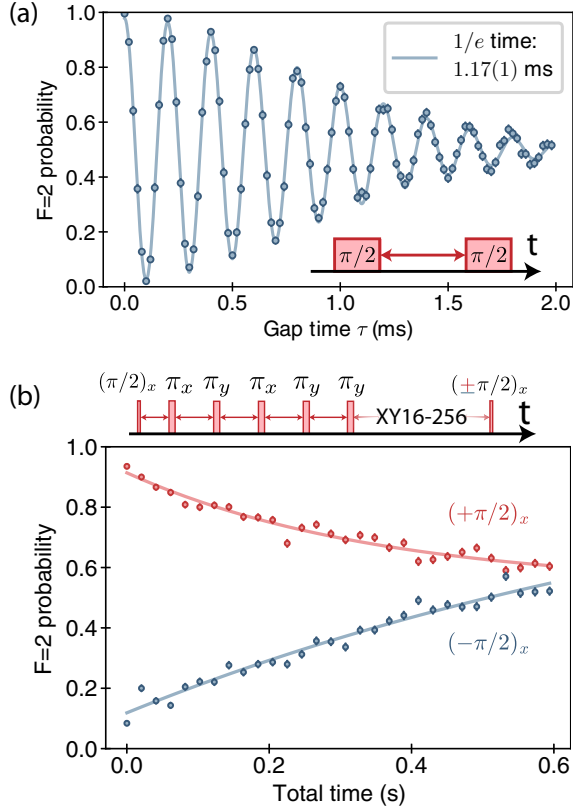 (a)
1.0
0.8
0.6
0.4
0.2
0.0
F=2 probability
1/e time:
1.17(1) ms
π/2
π/2
t
0.0 0.5 1.0 1.5 2.0
Gap time τ (ms)
(b)
(π/2)ₓ πₓ π_y πₓ π_y π_y XY16-256 (±π/2)ₓ t
1.0
0.8
0.6
0.4
0.2
0.0
F=2 probability
(+π/2)ₓ
(−π/2)ₓ
0.0 0.2 0.4 0.6
Total time (s)